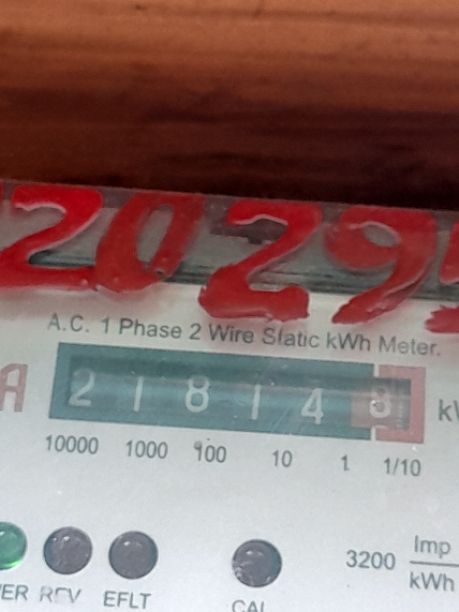 2029
A.C. 1 Phase 2 Wire Static kWh Meter.
2 1 8 1 4
10000 1000 100 10 1 1/10
3200 Imp
kWh
REV EFLT